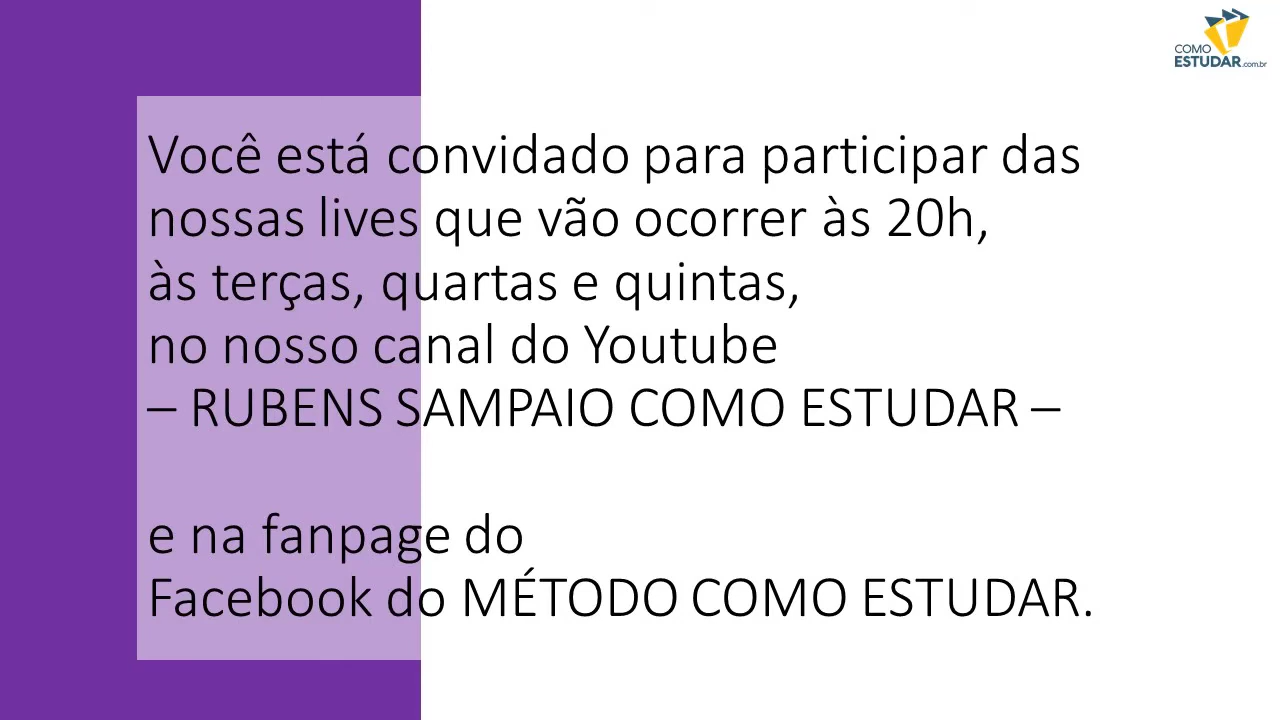 COMO
ESTUDAR.com.br
Você está convidado para participar das
nossas lives que vão ocorrer às 20h,
às terças, quartas e quintas,
no nosso canal do Youtube
– RUBENS SAMPAIO COMO ESTUDAR –
e na fanpage do
Facebook do MÉTODO COMO ESTUDAR.